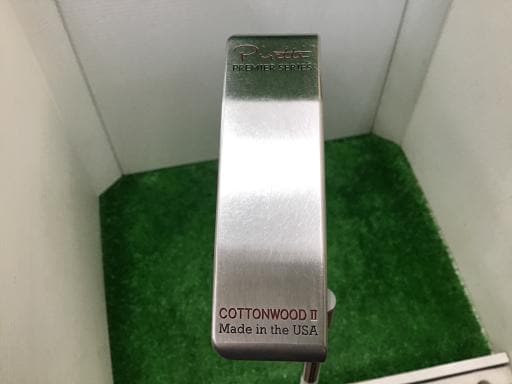 Piretti
PREMIER SERIES
COTTONWOOD II
Made in the USA